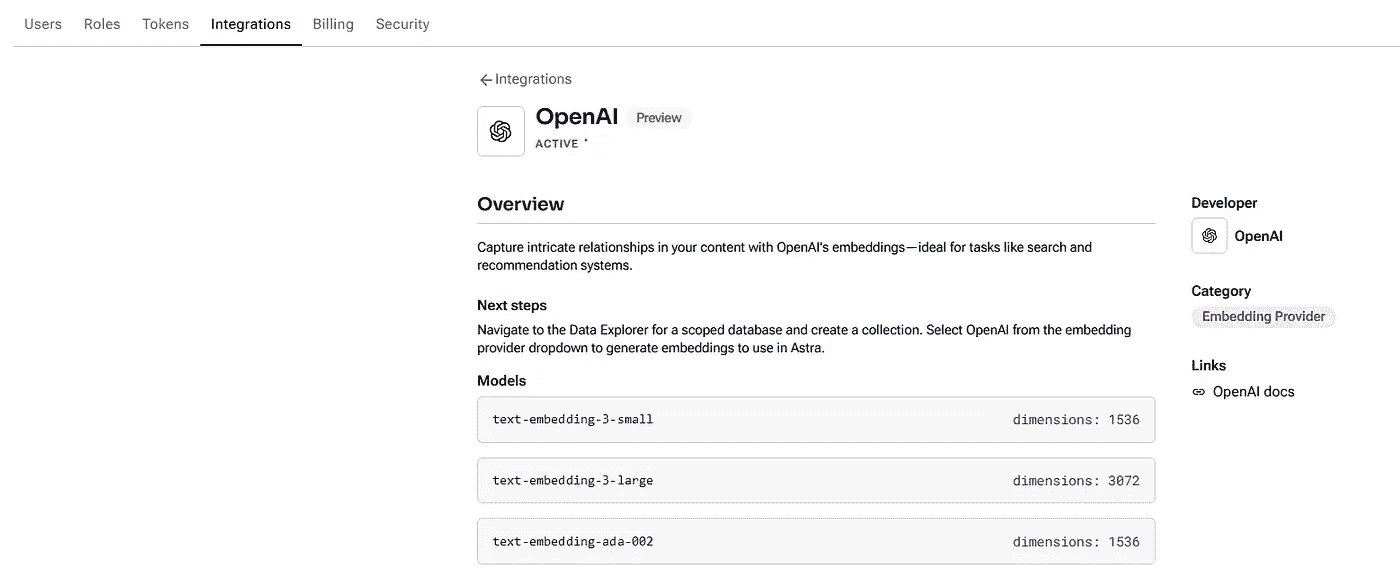 Users Roles Tokens Integrations Billing Security
←Integrations
OpenAI Preview
ACTIVE
Overview
Capture intricate relationships in your content with OpenAI's embeddings—ideal for tasks like search and
recommendation systems.
Next steps
Navigate to the Data Explorer for a scoped database and create a collection. Select OpenAI from the embedding
provider dropdown to generate embeddings to use in Astra.
Models
text-embedding-3-small dimensions: 1536
text-embedding-3-large dimensions: 3072
text-embedding-ada-002 dimensions: 1536
Developer
OpenAI
Category
Embedding Provider
Links
OpenAI docs